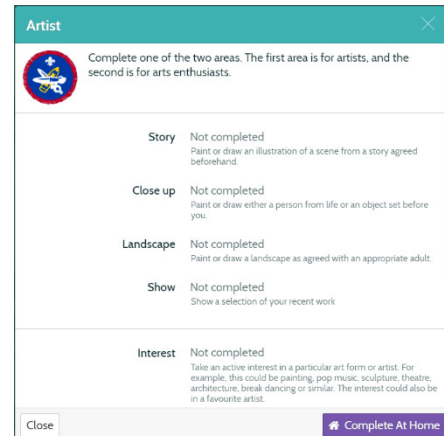 Artist
Complete one of the two areas. The first area is for artists, and the
second is for arts enthusiasts.
Story Not completed
Paint or draw an illustration of a scene from a story agreed
beforehand.
Close up Not completed
Paint or draw either a person from life or an object set before
you.
Landscape Not completed
Paint or draw a landscape as agreed with an appropriate adult.
Show Not completed
Show a selection of your recent work
Interest Not completed
Take an active interest in a particular art form or artist. For
example, this could be painting, pop music, sculpture, theatre,
architecture, break dancing or similar. The interest could also be
in a favourite artist.
Close Complete At Home